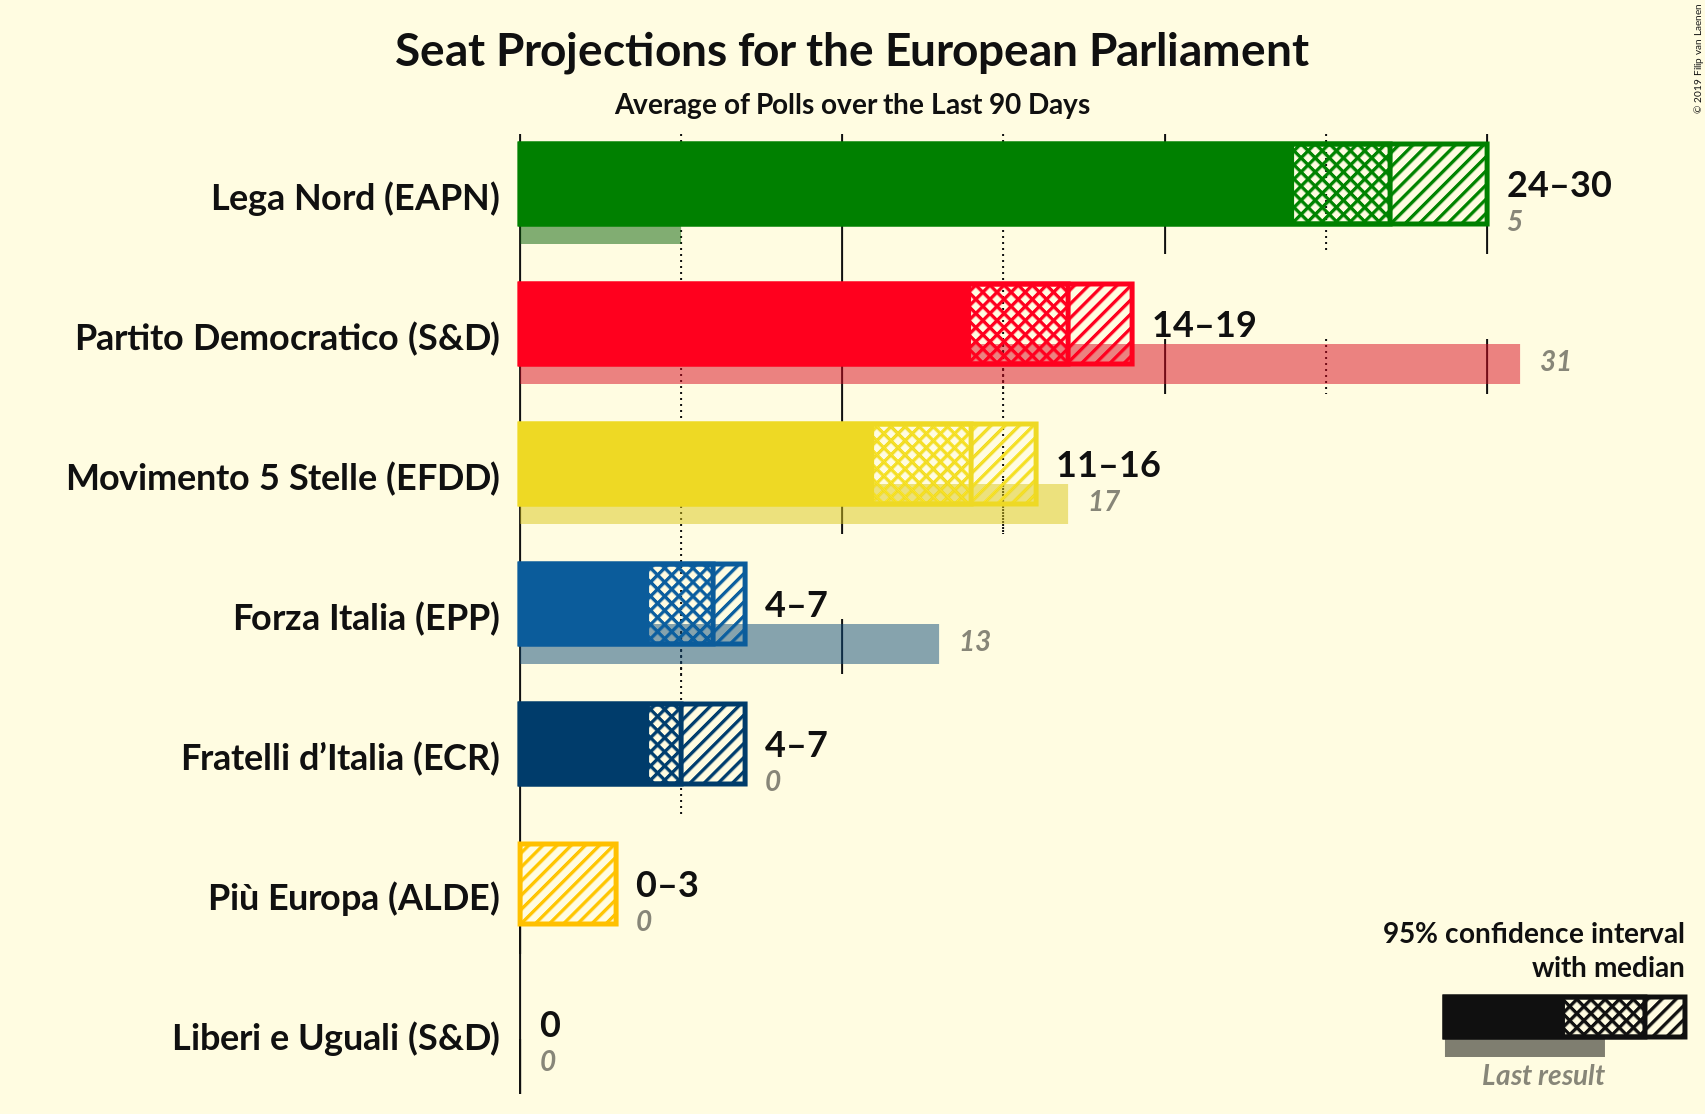 Seat Projections for the European Parliament
Average of Polls over the Last 90 Days
© 2019 Filip van Laenen
Lega Nord (EAPN)
24–30
5
Partito Democratico (S&D)
14–19
31
Movimento 5 Stelle (EFDD)
11–16
17
Forza Italia (EPP)
4–7
13
Fratelli d’Italia (ECR)
4–7
0
Più Europa (ALDE)
0–3
0
Liberi e Uguali (S&D)
0
0
95% confidence interval
with median
Last result